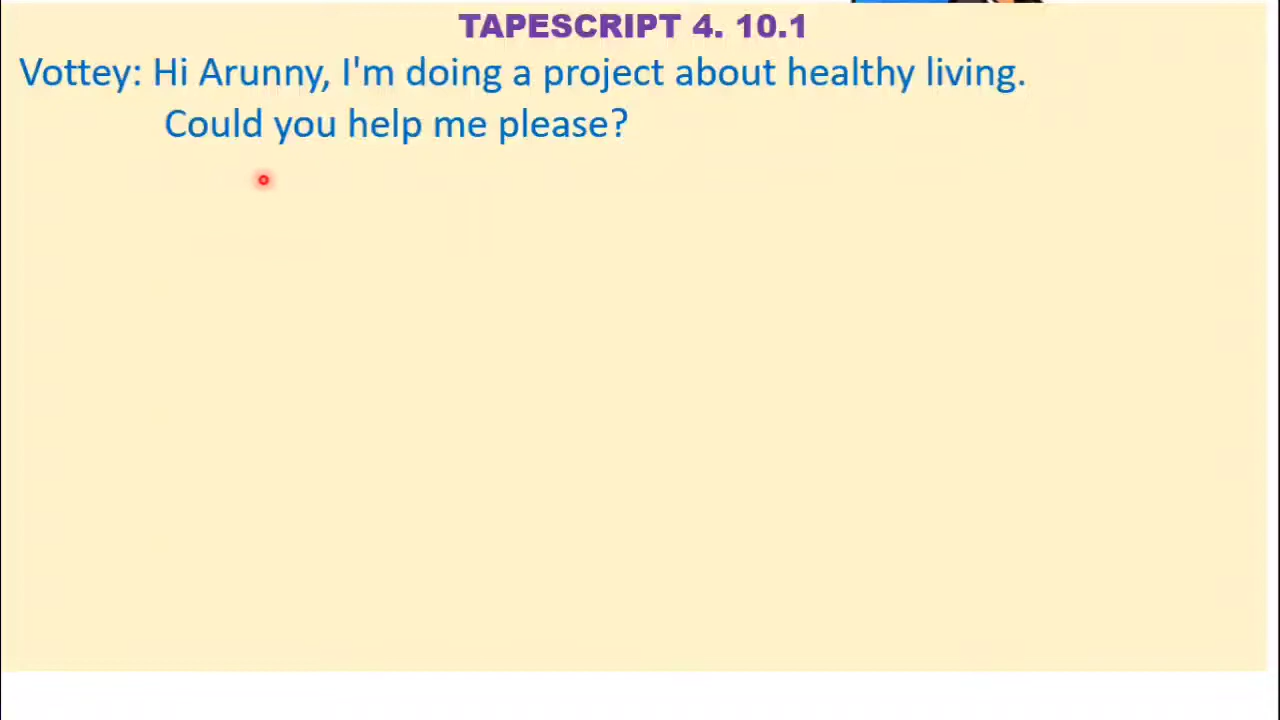 TAPESCRIPT 4. 10.1
Vottey: Hi Arunny, I'm doing a project about healthy living.
Could you help me please?